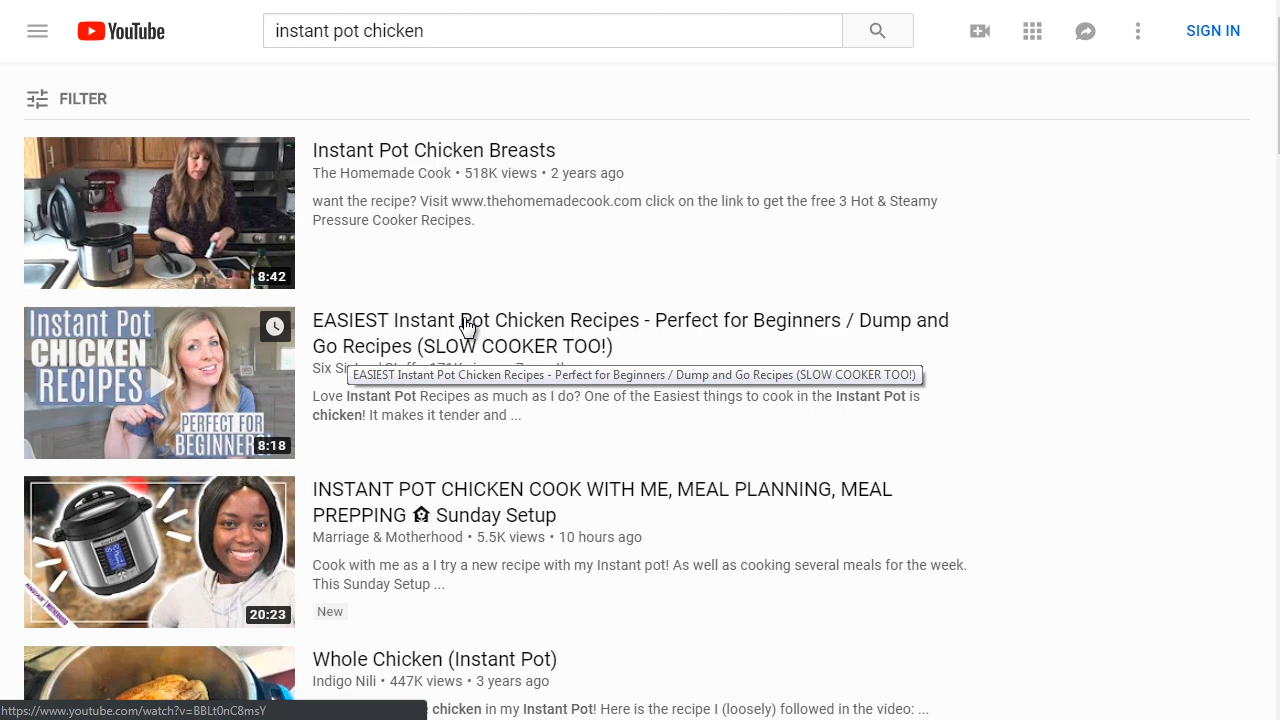 YouTube
instant pot chicken
SIGN IN
FILTER
8:42
Instant Pot Chicken Breasts
The Homemade Cook • 518K views • 2 years ago
want the recipe? Visit www.thehomemadecook.com click on the link to get the free 3 Hot & Steamy
Pressure Cooker Recipes.
Instant Pot
CHICKEN
RECIPES
PERFECT FOR
BEGINNERS!
8:18
EASIEST Instant Pot Chicken Recipes - Perfect for Beginners / Dump and
Go Recipes (SLOW COOKER TOO!)
Six
EASIEST Instant Pot Chicken Recipes - Perfect for Beginners / Dump and Go Recipes (SLOW COOKER TOO!)
Love Instant Pot Recipes as much as I do? One of the Easiest things to cook in the Instant Pot is
chicken! It makes it tender and ...
20:23
INSTANT POT CHICKEN COOK WITH ME, MEAL PLANNING, MEAL
PREPPING 🏠 Sunday Setup
Marriage & Motherhood • 5.5K views • 10 hours ago
Cook with me as a I try a new recipe with my Instant pot! As well as cooking several meals for the week.
This Sunday Setup ...
New
Whole Chicken (Instant Pot)
Indigo Nili • 447K views • 3 years ago
chicken in my Instant Pot! Here is the recipe I (loosely) followed in the video: ...
https://www.youtube.com/watch?v=BBLt0nC8msY